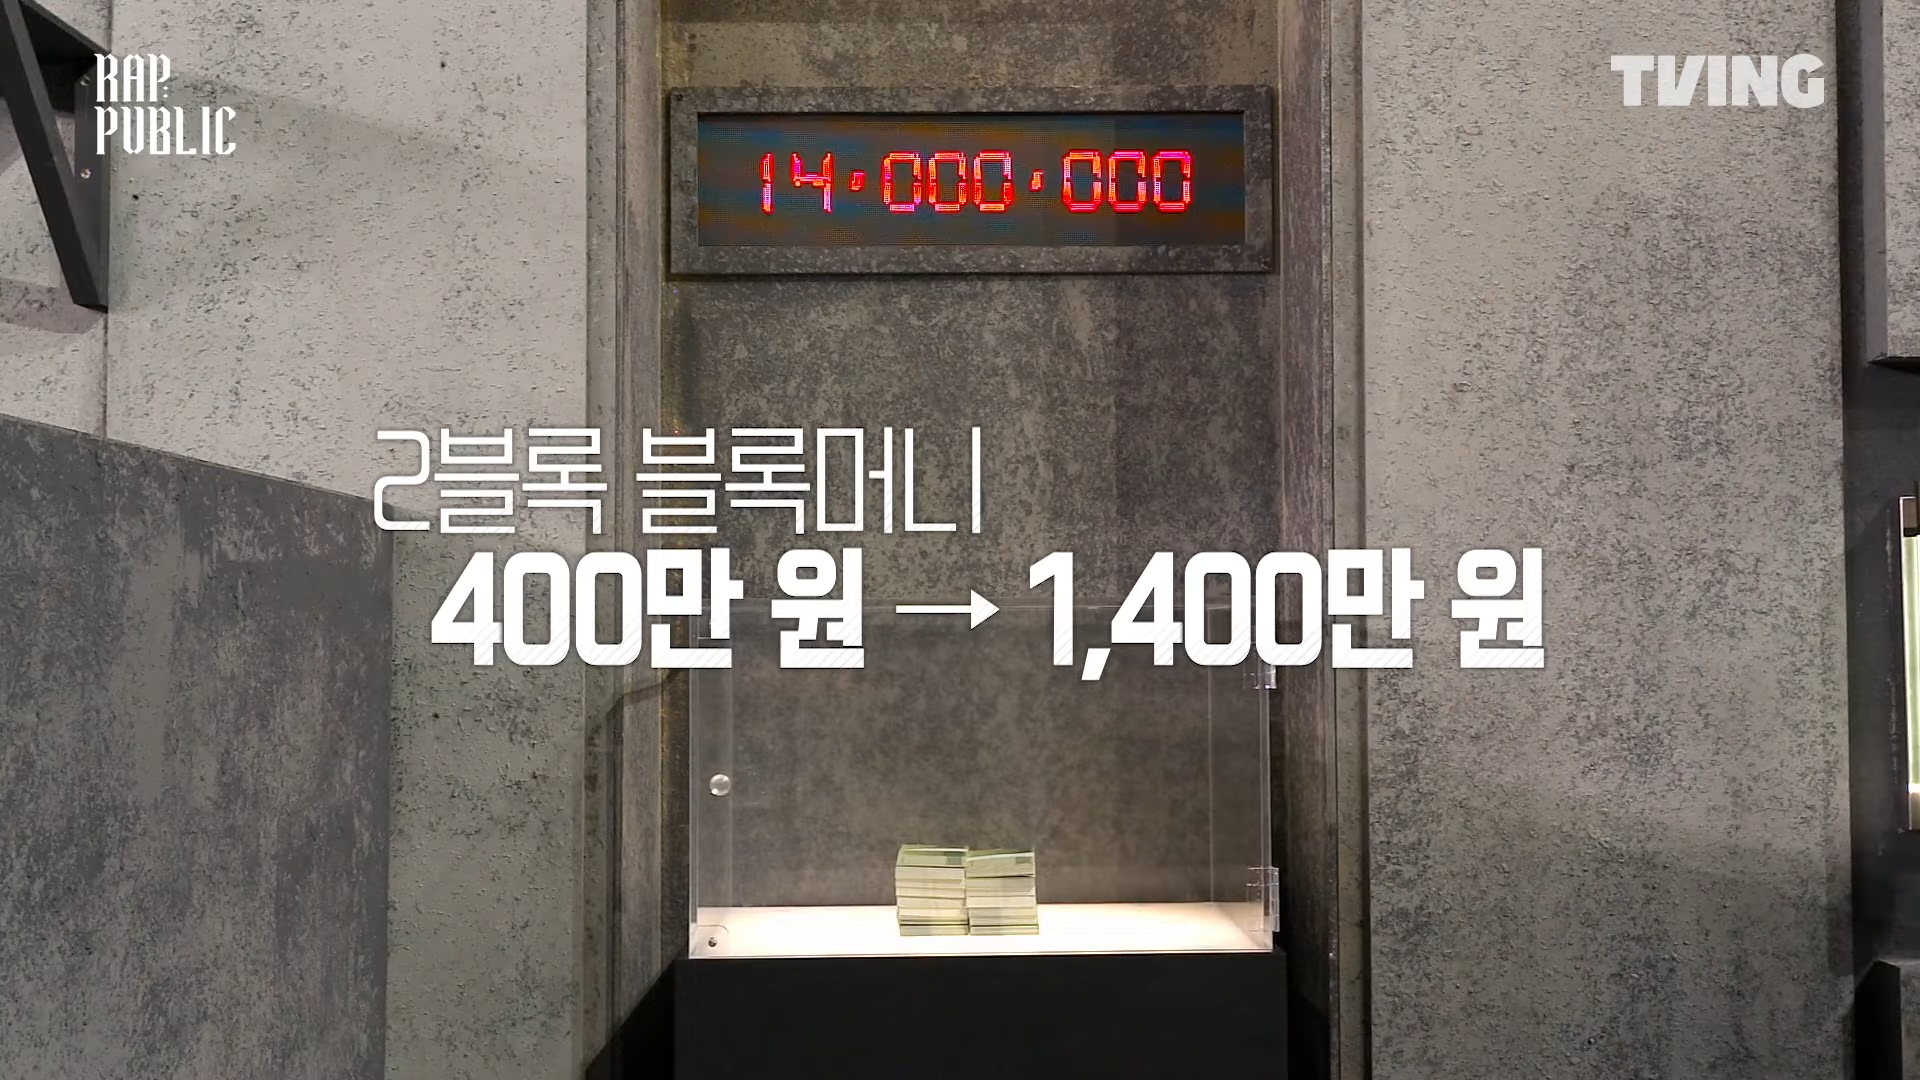 RAP:
PUBLIC
TVING
14,000,000
2블록 블록머니
400만 원 → 1,400만 원